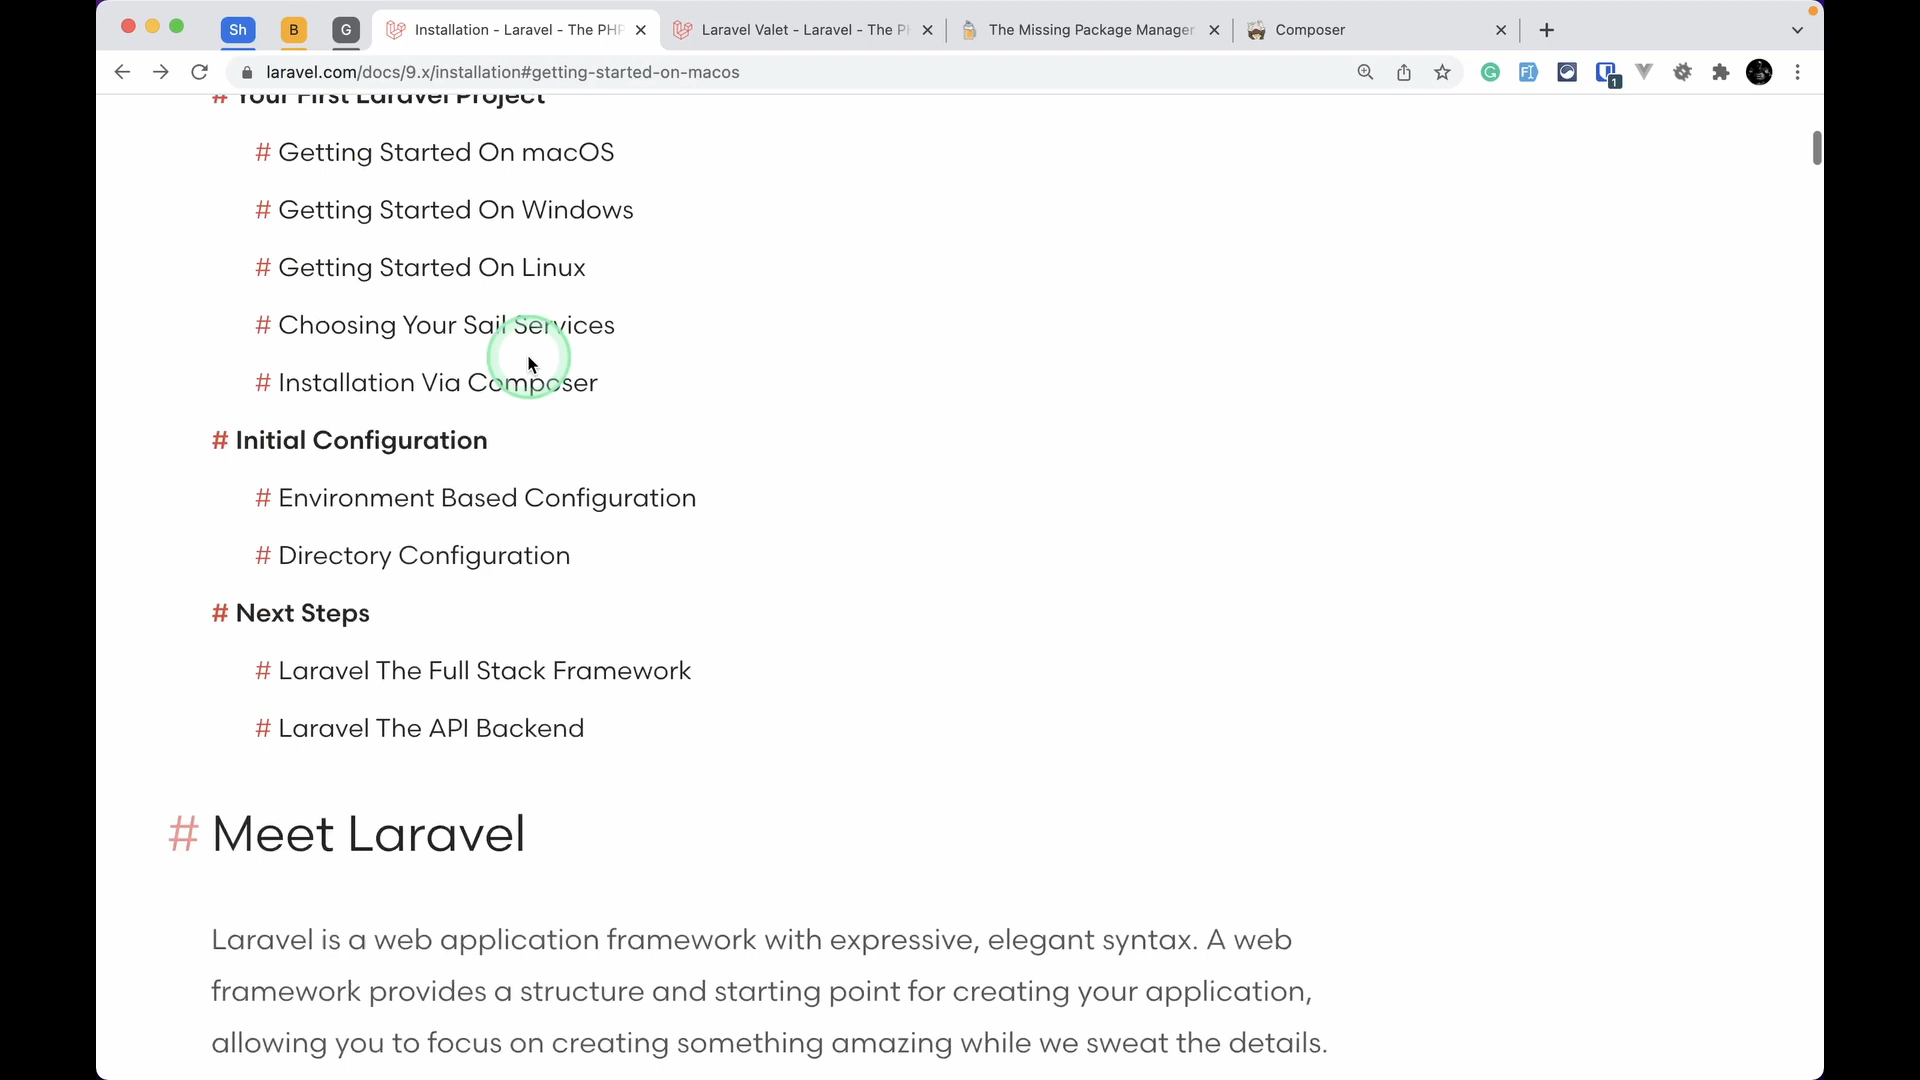 Sh
B
G
Installation - Laravel - The PHP
Laravel Valet - Laravel - The P
The Missing Package Manager
Composer
laravel.com/docs/9.x/installation#getting-started-on-macos
1
# Your First Laravel Project
# Getting Started On macOS
# Getting Started On Windows
# Getting Started On Linux
# Choosing Your Sail Services
# Installation Via Composer
# Initial Configuration
# Environment Based Configuration
# Directory Configuration
# Next Steps
# Laravel The Full Stack Framework
# Laravel The API Backend
# Meet Laravel
Laravel is a web application framework with expressive, elegant syntax. A web
framework provides a structure and starting point for creating your application,
allowing you to focus on creating something amazing while we sweat the details.